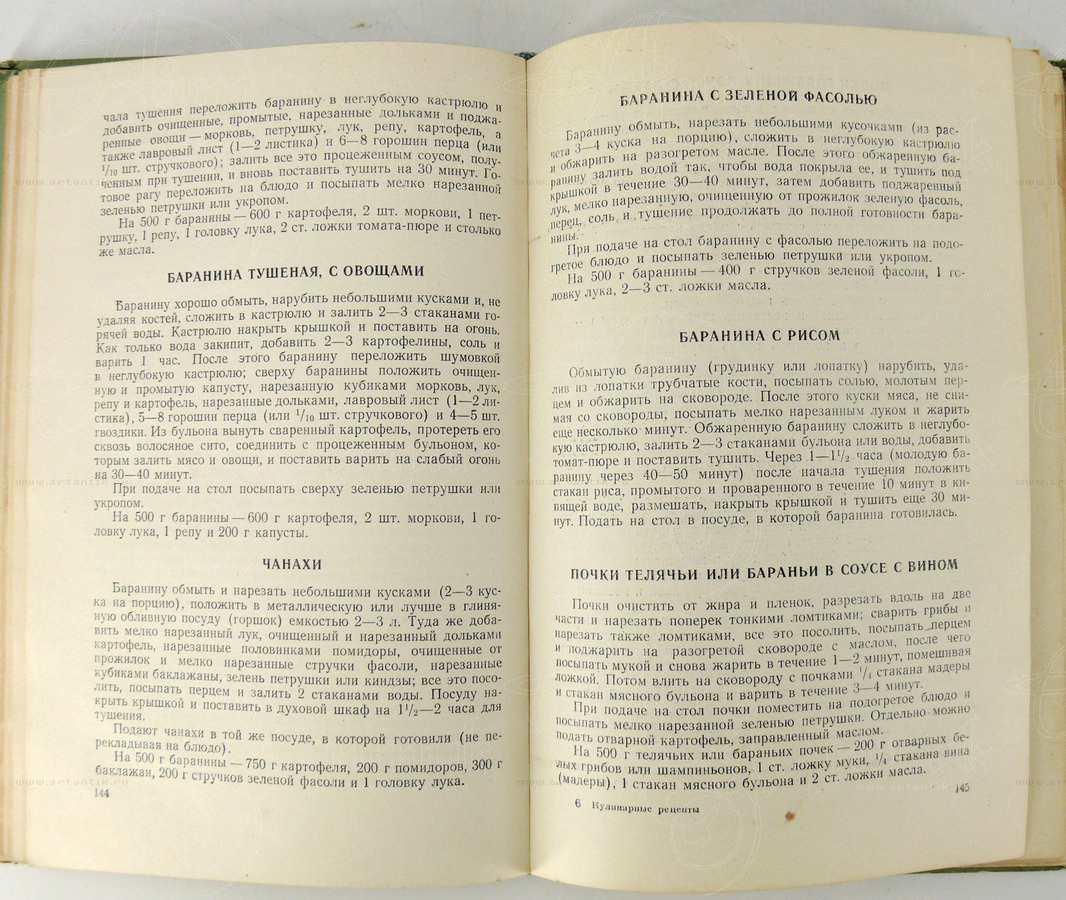 чала тушения переложить баранину в неглубокую кастрюлю и
добавить очищенные, промытые, нарезанные дольками и поджа-
ренные овощи — морковь, петрушку, лук, репу, картофель, а
также лавровый лист (1—2 листика) и 6—8 горошин перца (или
1/10 шт. стручкового); залить все это процеженным соусом, полу-
ченным при тушении, и вновь поставить тушить на 30 минут. Го-
товое рагу переложить на блюдо и посыпать мелко нарезанной
зеленью петрушки или укропом.
На 500 г баранины — 600 г картофеля, 2 шт. моркови, 1 пет-
рушку, 1 репу, 1 головку лука, 2 ст. ложки томата-пюре и столько
же масла.
БАРАНИНА ТУШЕНАЯ, С ОВОЩАМИ
Баранину хорошо обмыть, нарубить небольшими кусками и, не
удаляя костей, сложить в кастрюлю и залить 2—3 стаканами го-
рячей воды. Кастрюлю накрыть крышкой и поставить на огонь.
Как только вода закипит, добавить 2—3 картофелины, соль и
варить 1 час. После этого баранину переложить шумовкой
в неглубокую кастрюлю; сверху баранины положить очищен-
ную и промытую капусту, нарезанную кубиками морковь, лук,
репу и картофель, нарезанные дольками, лавровый лист (1—2 ли-
стика), 5—8 горошин перца (или 1/10 шт. стручкового) и 4—5 шт.
гвоздики. Из бульона вынуть сваренный картофель, протереть его
сквозь волосяное сито, соединить с процеженным бульоном, ко-
торым залить мясо и овощи, и поставить варить на слабый огонь
на 30—40 минут.
При подаче на стол посыпать сверху зеленью петрушки или
укропом.
На 500 г баранины — 600 г картофеля, 2 шт. моркови, 1 го-
ловку лука, 1 репу и 200 г капусты.
ЧАНАХИ
Баранину обмыть и нарезать небольшими кусками (2—3 кус-
ка на порцию), положить в металлическую или лучше в глиня-
ную обливную посуду (горшок) емкостью 2—3 л. Туда же доба-
вить мелко нарезанный лук, очищенный и нарезанный дольками
картофель, нарезанные половинками помидоры, очищенные от
прожилок и мелко нарезанные стручки фасоли, нарезанные
кубиками баклажаны, зелень петрушки или киндзы; все это посо-
лить, посыпать перцем и залить 2 стаканами воды. Посуду на-
крыть крышкой и поставить в духовой шкаф на 1 1/2—2 часа для
тушения.
Подают чанахи в той же посуде, в которой готовили (не пе-
рекладывая на блюдо).
На 500 г баранины — 750 г картофеля, 200 г помидоров, 300 г
баклажан, 200 г стручков зеленой фасоли и 1 головку лука.
144
БАРАНИНА С ЗЕЛЕНОЙ ФАСОЛЬЮ
Баранину обмыть, нарезать небольшими кусочками (из рас-
чета 3—4 куска на порцию), сложить в неглубокую кастрюлю
и обжарить на разогретом масле. После этого обжаренную ба-
ранину залить водой так, чтобы вода покрыла ее, и тушить под
крышкой в течение 30—40 минут, затем добавить поджаренный
лук, мелко нарезанную, очищенную от прожилок зеленую фасоль,
перец, соль и тушение продолжать до полной готовности бара-
нины.
При подаче на стол баранину с фасолью переложить на подо-
гретое блюдо и посыпать зеленью петрушки или укропом.
На 500 г баранины — 400 г стручков зеленой фасоли, 1 го-
ловку лука, 2—3 ст. ложки масла.
БАРАНИНА С РИСОМ
Обмытую баранину (грудинку или лопатку) нарубить, уда-
лив из лопатки трубчатые кости, посыпать солью, молотым пер-
цем и обжарить на сковороде. После этого куски мяса, не сни-
мая со сковороды, посыпать мелко нарезанным луком и жарить
еще несколько минут. Обжаренную баранину сложить в неглубо-
кую кастрюлю, залить 2—3 стаканами бульона или воды, добавить
томат-пюре и поставить тушить. Через 1—1 1/2 часа (молодую ба-
ранину через 40—50 минут) после начала тушения положить
стакан риса, промытого и проваренного в течение 10 минут в ки-
пящей воде, размешать, накрыть крышкой и тушить еще 30 ми-
нут. Подать на стол в посуде, в которой баранина готовилась.
ПОЧКИ ТЕЛЯЧЬИ ИЛИ БАРАНЬИ В СОУСЕ С ВИНОМ
Почки очистить от жира и пленок, разрезать вдоль на две
части и нарезать поперек тонкими ломтиками; сварить грибы и
нарезать также ломтиками, все это посолить, посыпать перцем
и поджарить на разогретой сковороде с маслом, после чего
посыпать мукой и снова жарить в течение 1—2 минут, помешивая
ложкой. Потом влить на сковороду с почками 1/4 стакана мадеры
и стакан мясного бульона и варить в течение 3—4 минут.
При подаче на стол почки поместить на подогретое блюдо и
посыпать мелко нарезанной зеленью петрушки. Отдельно можно
подать отварной картофель, заправленный маслом.
На 500 г телячьих или бараньих почек — 200 г отварных бе-
лых грибов или шампиньонов, 1 ст. ложку муки, 1/4 стакана вина
(мадеры), 1 стакан мясного бульона и 2 ст. ложки масла.
6 Кулинарные рецепты
145